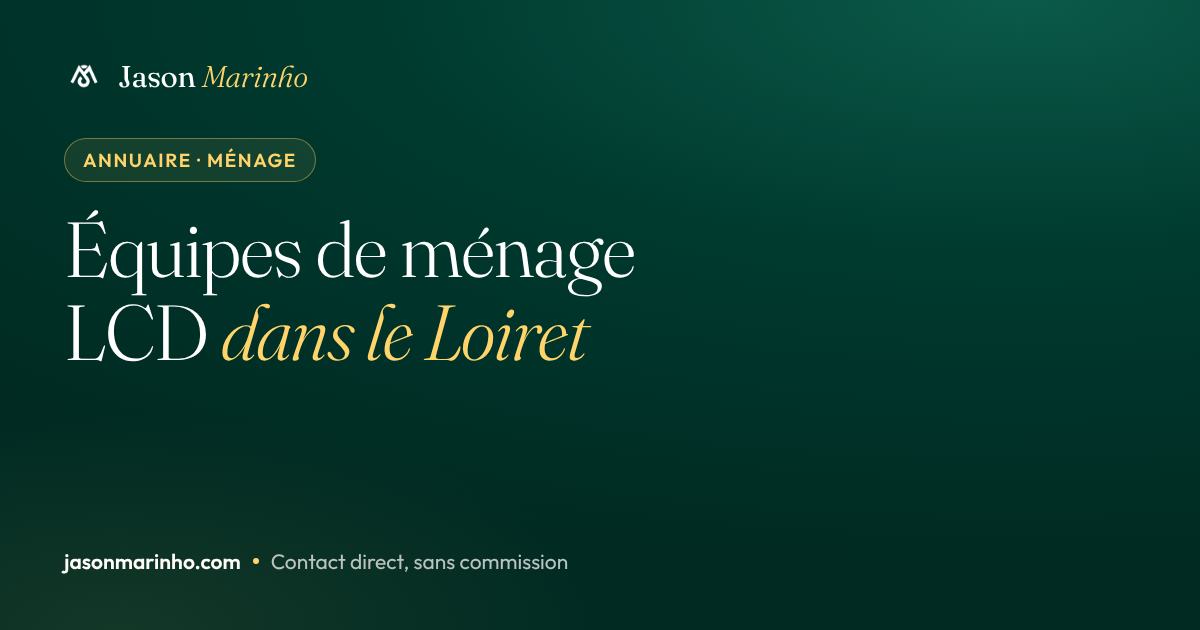 Jason Marinho
ANNUAIRE · MÉNAGE
Équipes de ménage
LCD dans le Loiret
jasonmarinho.com • Contact direct, sans commission